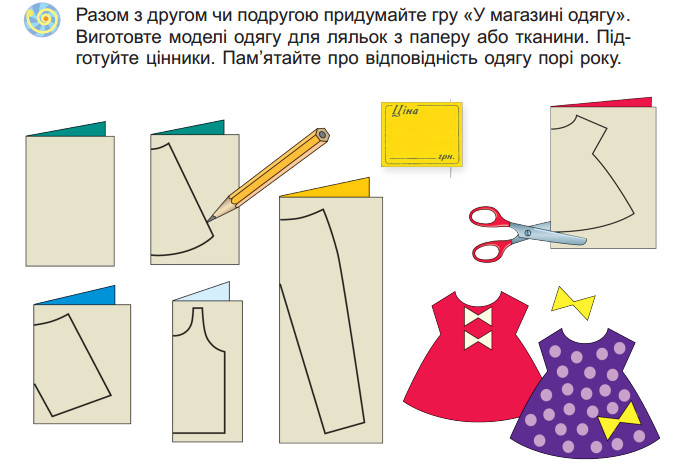 Разом з другом чи подругою придумайте гру «У магазині одягу».
Виготовте моделі одягу для ляльок з паперу або тканини. Під-
готуйте цінники. Пам’ятайте про відповідність одягу порі року.
Ціна
грн.